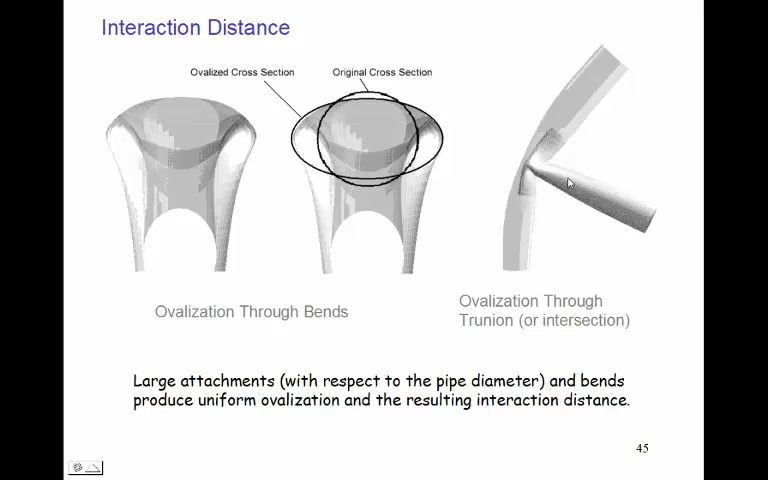 Interaction Distance
Ovalized Cross Section
Original Cross Section
Ovalization Through Bends
Ovalization Through
Trunion (or intersection)
Large attachments (with respect to the pipe diameter) and bends
produce uniform ovalization and the resulting interaction distance.
45